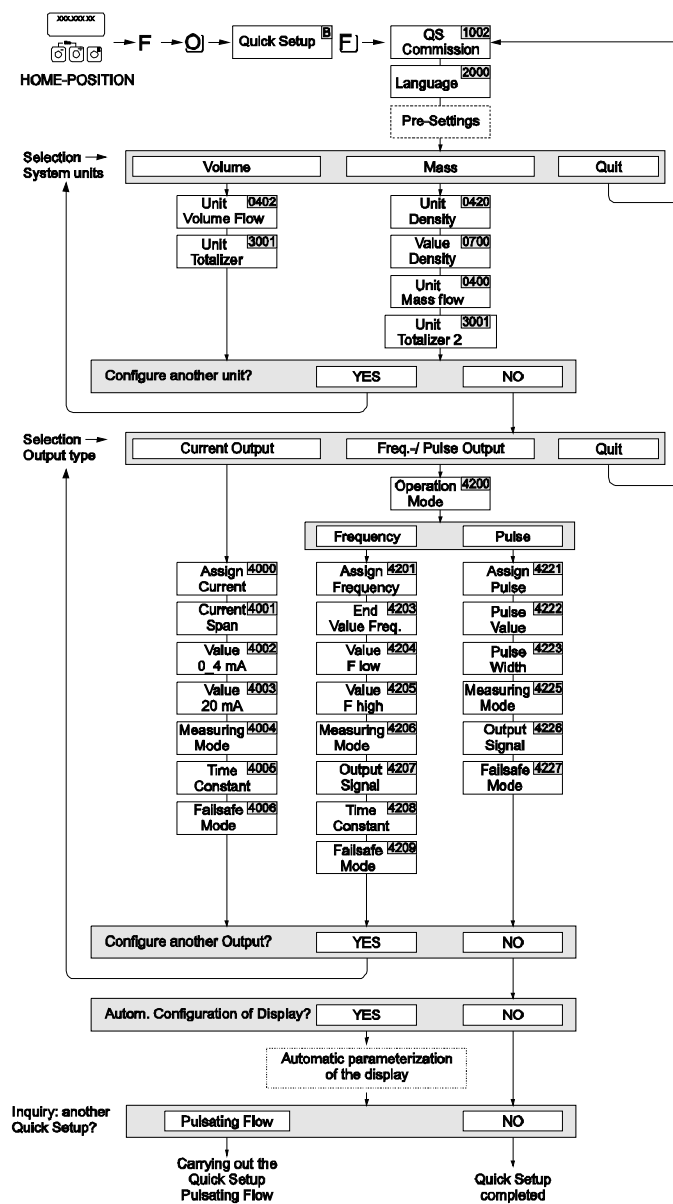 XXX.XXX.XX
F
O
Quick Setup B
F
QS 1002
Commission
HOME-POSITION
Language 2000
Pre-Settings
Selection
System units
Volume
Mass
Quit
Unit 0402
Volume Flow
Unit 0420
Density
Unit 3001
Totalizer
Value 0700
Density
Unit 0400
Mass flow
Unit 3001
Totalizer 2
Configure another unit?
YES
NO
Selection
Output type
Current Output
Freq.-/ Pulse Output
Quit
Operation 4200
Mode
Frequency
Pulse
Assign 4000
Current
Assign 4201
Frequency
Assign 4221
Pulse
Current 4001
Span
End 4203
Value Freq.
Pulse 4222
Value
Value 4002
0_4 mA
Value 4204
F low
Pulse 4223
Width
Value 4003
20 mA
Value 4205
F high
Measuring 4225
Mode
Measuring 4004
Mode
Measuring 4206
Mode
Output 4226
Signal
Time 4005
Constant
Output 4207
Signal
Failsafe 4227
Mode
Failsafe 4006
Mode
Time 4208
Constant
Failsafe 4209
Mode
Configure another Output?
YES
NO
Autom. Configuration of Display?
YES
NO
Automatic parameterization
of the display
Inquiry: another
Quick Setup?
Pulsating Flow
NO
Carrying out the
Quick Setup
Pulsating Flow
Quick Setup
completed